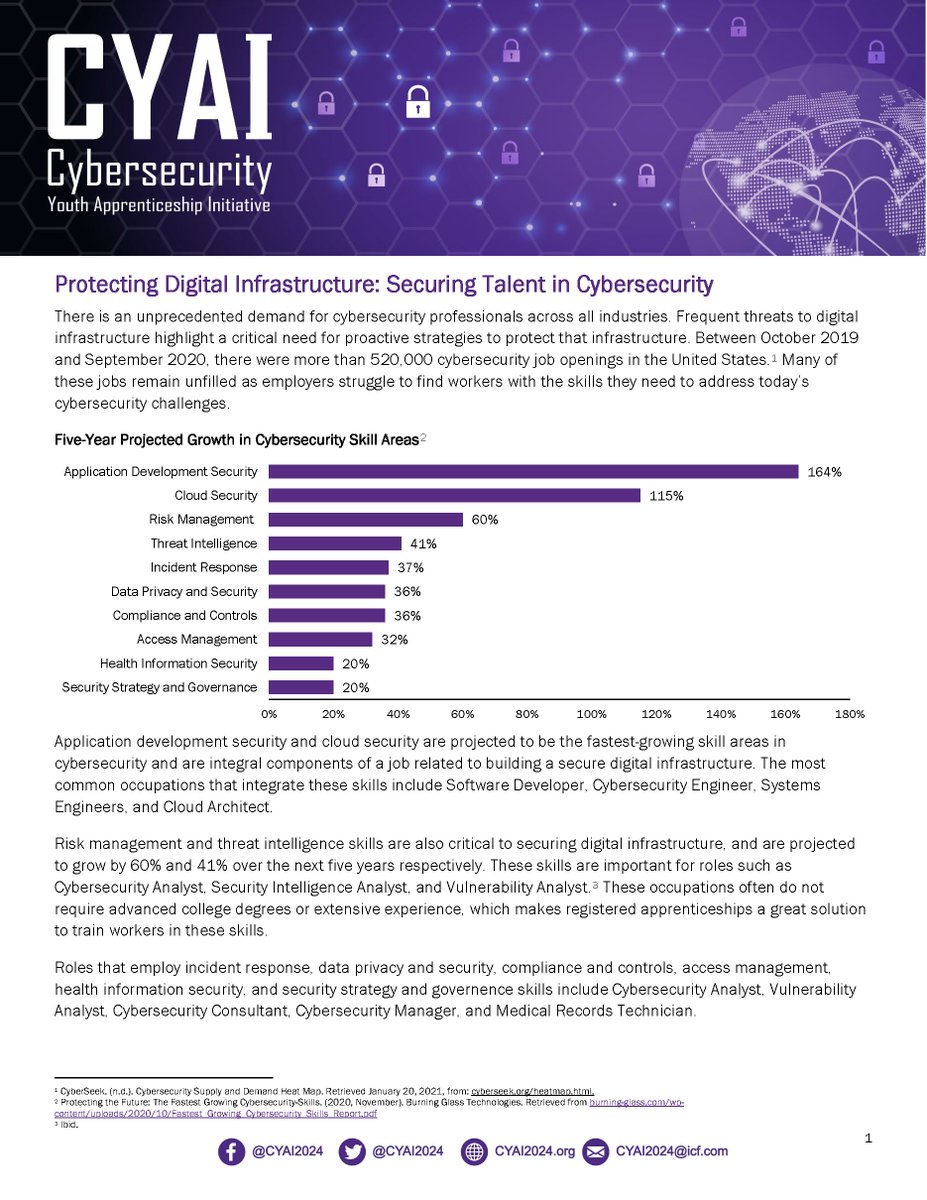 CYAI
Cybersecurity
Youth Apprenticeship Initiative
Protecting Digital Infrastructure: Securing Talent in Cybersecurity
There is an unprecedented demand for cybersecurity professionals across all industries. Frequent threats to digital
infrastructure highlight a critical need for proactive strategies to protect that infrastructure. Between October 2019
and September 2020, there were more than 520,000 cybersecurity job openings in the United States.¹ Many of
these jobs remain unfilled as employers struggle to find workers with the skills they need to address today's
cybersecurity challenges.
Five-Year Projected Growth in Cybersecurity Skill Areas²
Application Development Security 164%
Cloud Security 115%
Risk Management 60%
Threat Intelligence 41%
Incident Response 37%
Data Privacy and Security 36%
Compliance and Controls 36%
Access Management 32%
Health Information Security 20%
Security Strategy and Governance 20%
0% 20% 40% 60% 80% 100% 120% 140% 160% 180%
Application development security and cloud security are projected to be the fastest-growing skill areas in
cybersecurity and are integral components of a job related to building a secure digital infrastructure. The most
common occupations that integrate these skills include Software Developer, Cybersecurity Engineer, Systems
Engineers, and Cloud Architect.
Risk management and threat intelligence skills are also critical to securing digital infrastructure, and are projected
to grow by 60% and 41% over the next five years respectively. These skills are important for roles such as
Cybersecurity Analyst, Security Intelligence Analyst, and Vulnerability Analyst.³ These occupations often do not
require advanced college degrees or extensive experience, which makes registered apprenticeships a great solution
to train workers in these skills.
Roles that employ incident response, data privacy and security, compliance and controls, access management,
health information security, and security strategy and governence skills include Cybersecurity Analyst, Vulnerability
Analyst, Cybersecurity Consultant, Cybersecurity Manager, and Medical Records Technician.
¹ CyberSeek. (n.d.). Cybersecurity Supply and Demand Heat Map. Retrieved January 20, 2021, from: cyberseek.org/heatmap.html.
² Protecting the Future: The Fastest Growing Cybersecurity-Skills. (2020, November). Burning Glass Technologies. Retrieved from burning-glass.com/wp-
content/uploads/2020/10/Fastest_Growing_Cybersecurity_Skills_Report.pdf
³ Ibid.
1
@CYAI2024 @CYAI2024 CYAI2024.org CYAI2024@icf.com